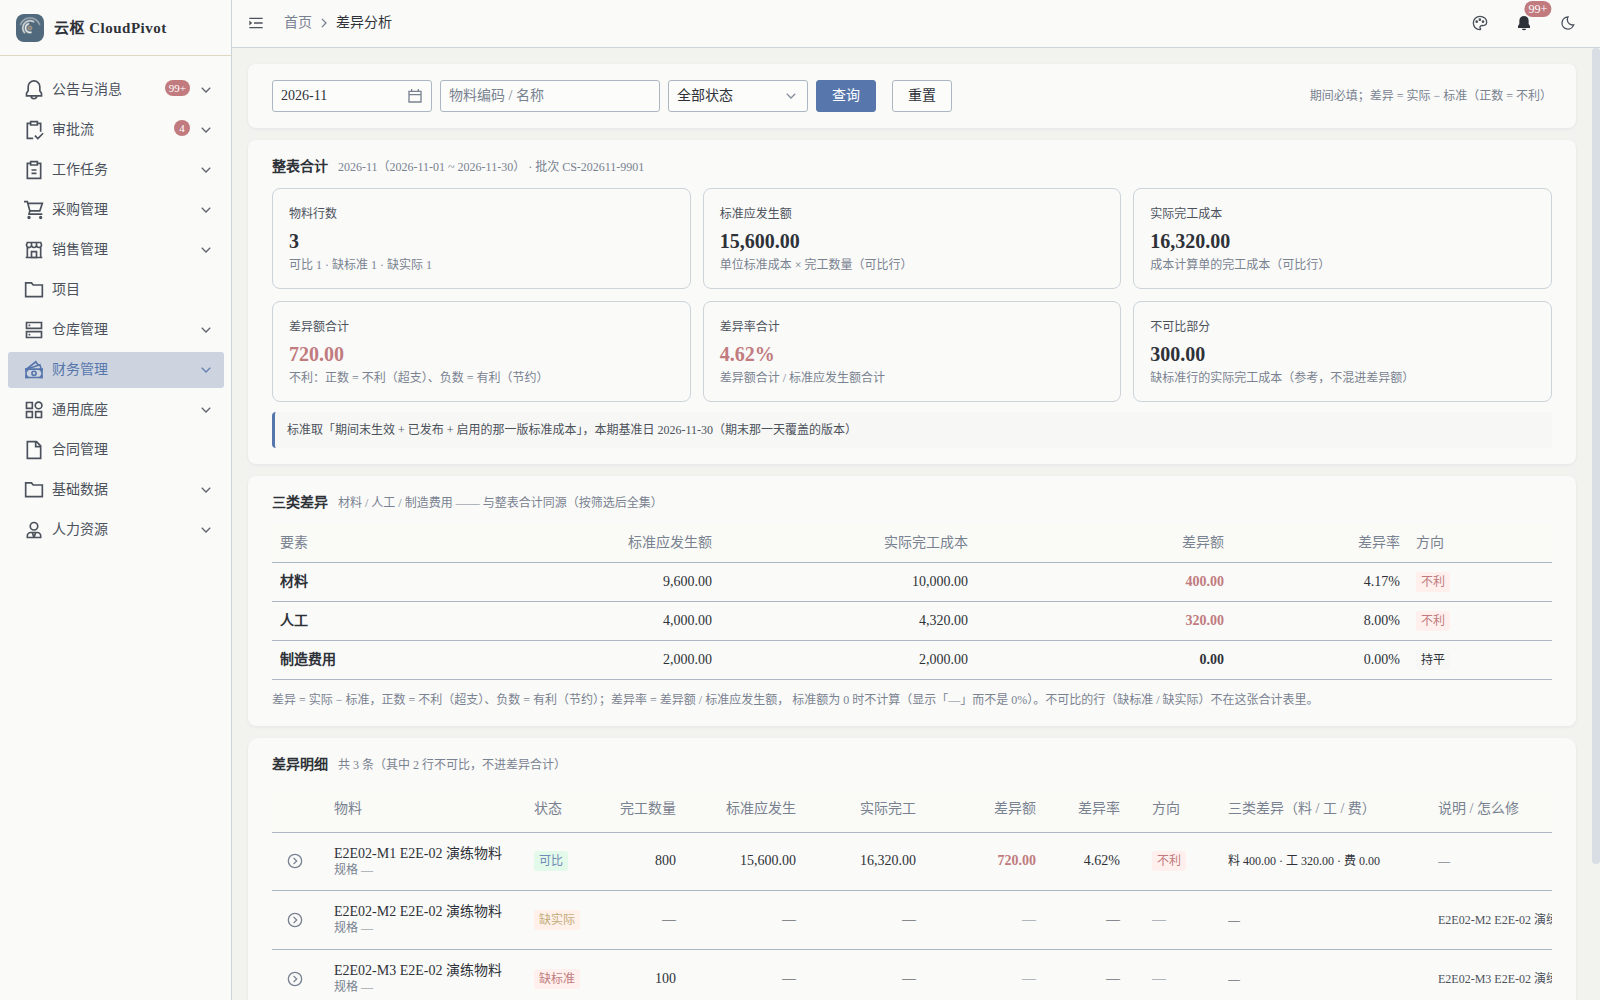 云枢 CloudPivot
首页 > 差异分析
99+
公告与消息 99+
审批流 4
工作任务
采购管理
销售管理
项目
仓库管理
财务管理
通用底座
合同管理
基础数据
人力资源
2026-11 物料编码 / 名称 全部状态 查询 重置 期间必填；差异 = 实际 − 标准（正数 = 不利）
整表合计 2026-11（2026-11-01 ~ 2026-11-30） · 批次 CS-202611-9901
物料行数
3
可比 1 · 缺标准 1 · 缺实际 1
标准应发生额
15,600.00
单位标准成本 × 完工数量（可比行）
实际完工成本
16,320.00
成本计算单的完工成本（可比行）
差异额合计
720.00
不利：正数 = 不利（超支）、负数 = 有利（节约）
差异率合计
4.62%
差异额合计 / 标准应发生额合计
不可比部分
300.00
缺标准行的实际完工成本（参考，不混进差异额）
标准取「期间末生效 + 已发布 + 启用的那一版标准成本」，本期基准日 2026-11-30（期末那一天覆盖的版本）
三类差异 材料 / 人工 / 制造费用 —— 与整表合计同源（按筛选后全集）
要素 标准应发生额 实际完工成本 差异额 差异率 方向
材料 9,600.00 10,000.00 400.00 4.17% 不利
人工 4,000.00 4,320.00 320.00 8.00% 不利
制造费用 2,000.00 2,000.00 0.00 0.00% 持平
差异 = 实际 − 标准，正数 = 不利（超支）、负数 = 有利（节约）；差异率 = 差异额 / 标准应发生额， 标准额为 0 时不计算（显示「—」而不是 0%）。不可比的行（缺标准 / 缺实际）不在这张合计表里。
差异明细 共 3 条（其中 2 行不可比，不进差异合计）
物料 状态 完工数量 标准应发生 实际完工 差异额 差异率 方向 三类差异（料 / 工 / 费） 说明 / 怎么修
E2E02-M1 E2E-02 演练物料 可比 800 15,600.00 16,320.00 720.00 4.62% 不利 料 400.00 · 工 320.00 · 费 0.00 —
规格 —
E2E02-M2 E2E-02 演练物料 缺实际 — — — — — — — E2E02-M2 E2E-02 演
规格 —
E2E02-M3 E2E-02 演练物料 缺标准 100 — — — — — — E2E02-M3 E2E-02 演
规格 —